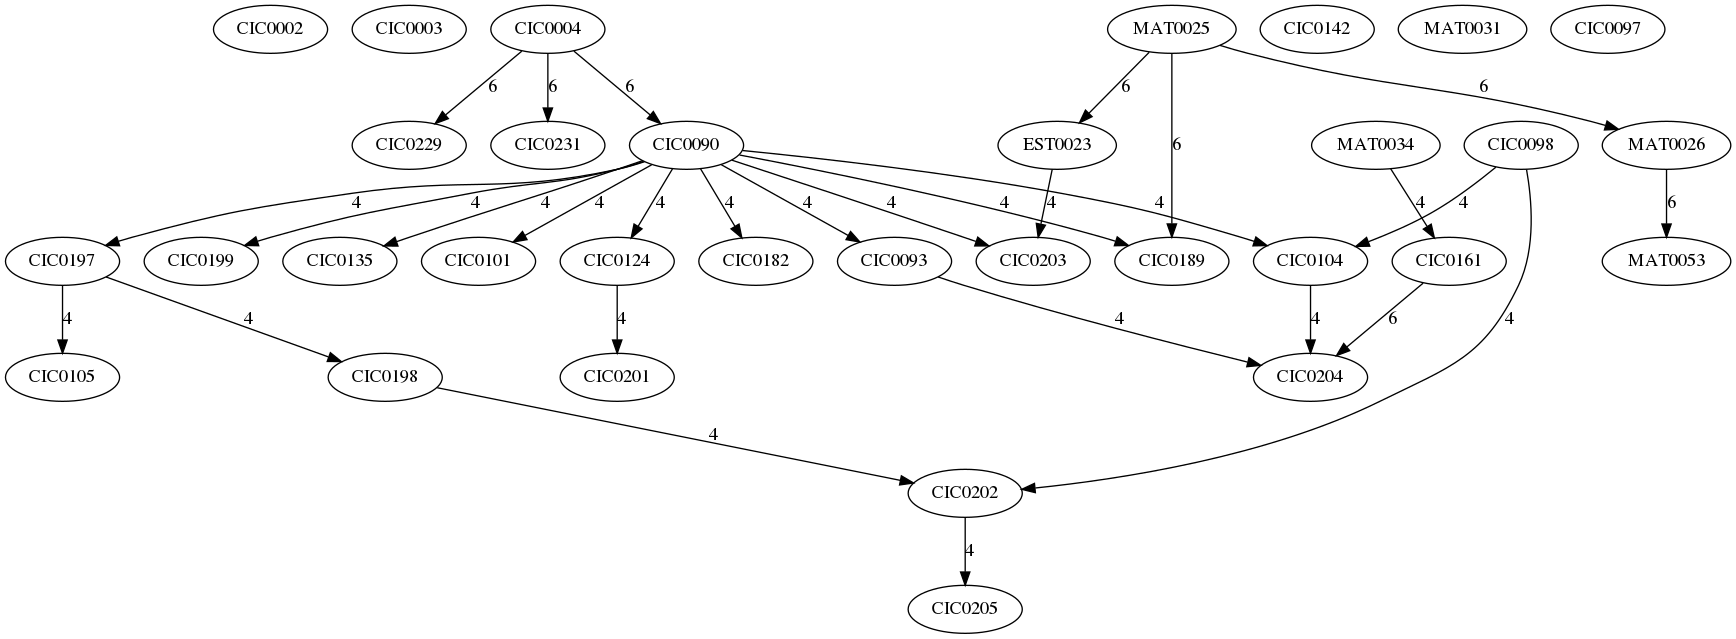 CIC0002 CIC0003 CIC0004 MAT0025 CIC0142 MAT0031 CIC0097
6 6 6 6 6 6
CIC0229 CIC0231 CIC0090 EST0023 MAT0034 CIC0098 MAT0026
4 4 4 4 4 4 4 4 4 4 4 4 4 6
CIC0197 CIC0199 CIC0135 CIC0101 CIC0124 CIC0182 CIC0093 CIC0203 CIC0189 CIC0104 CIC0161 MAT0053
4 4 4 4 4 6 4
CIC0105 CIC0198 CIC0201 CIC0204
4
CIC0202
4
CIC0205